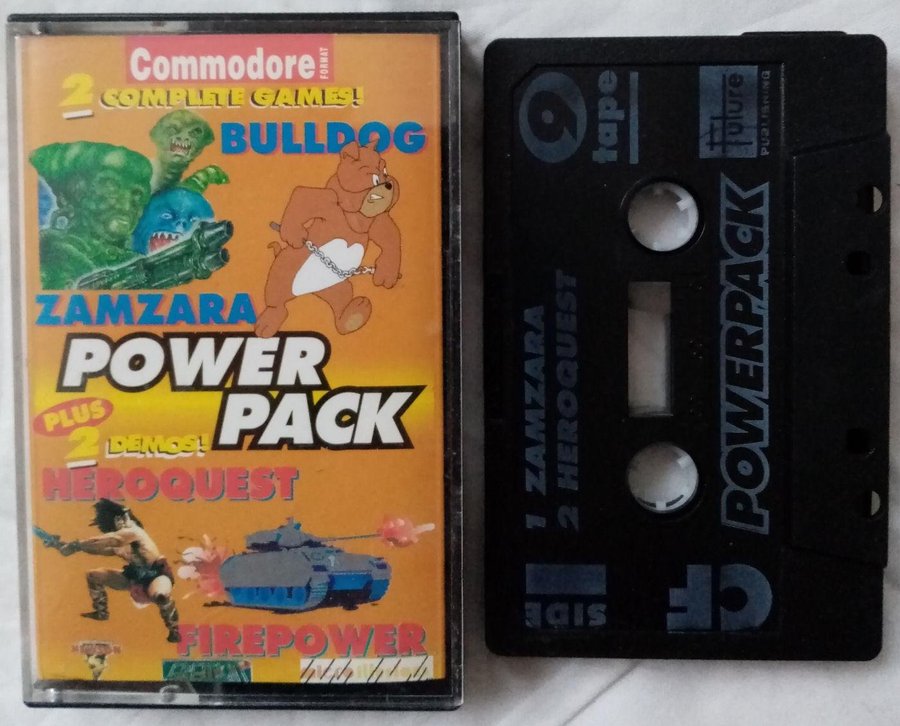 Commodore
FORMAT
2 COMPLETE GAMES!
BULLDOG
ZAMZARA
POWER
PACK
PLUS
2 DEMOS!
HEROQUEST
FIREPOWER
9
tape
future
PUBLISHING
1 ZAMZARA
2 HEROQUEST
POWERPACK
SIDE
CF